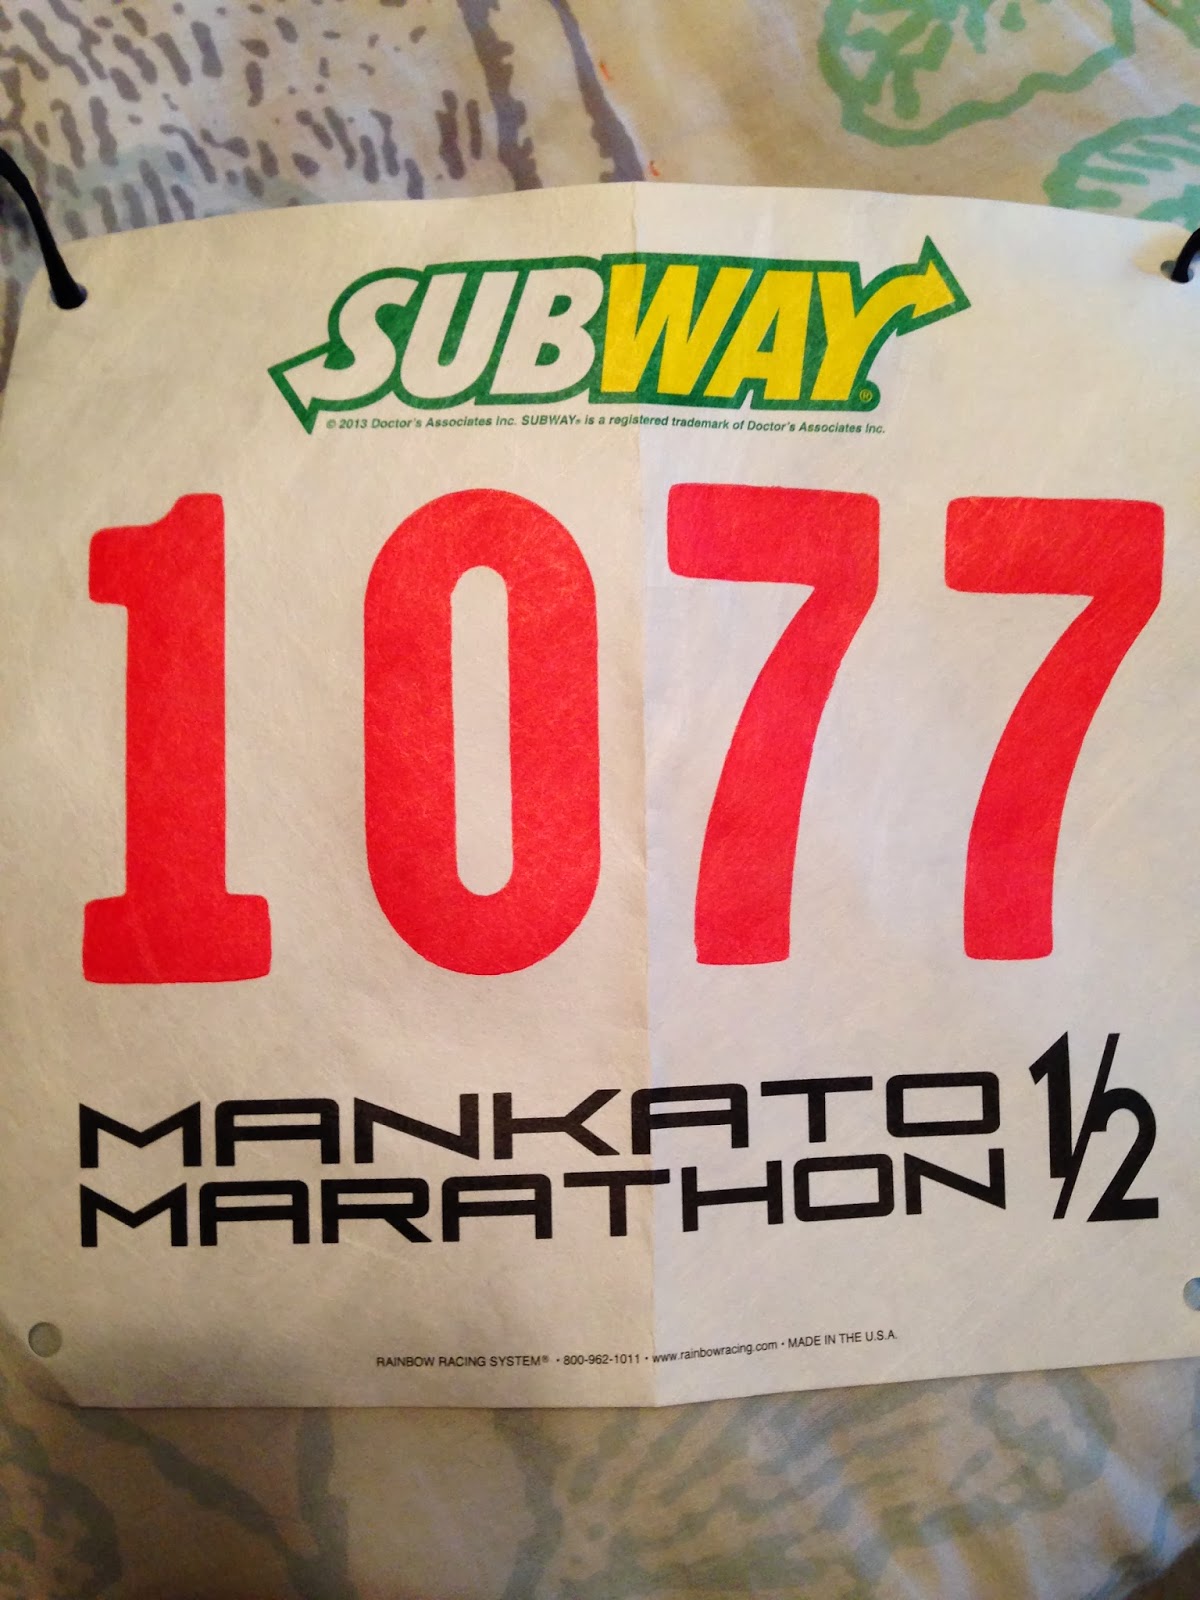 SUBWAY®
© 2013 Doctor's Associates Inc. SUBWAY® is a registered trademark of Doctor's Associates Inc.
1077
MANKATO 1/2
MARATHON
RAINBOW RACING SYSTEM® • 800-962-1011 • www.rainbowracing.com • MADE IN THE U.S.A.